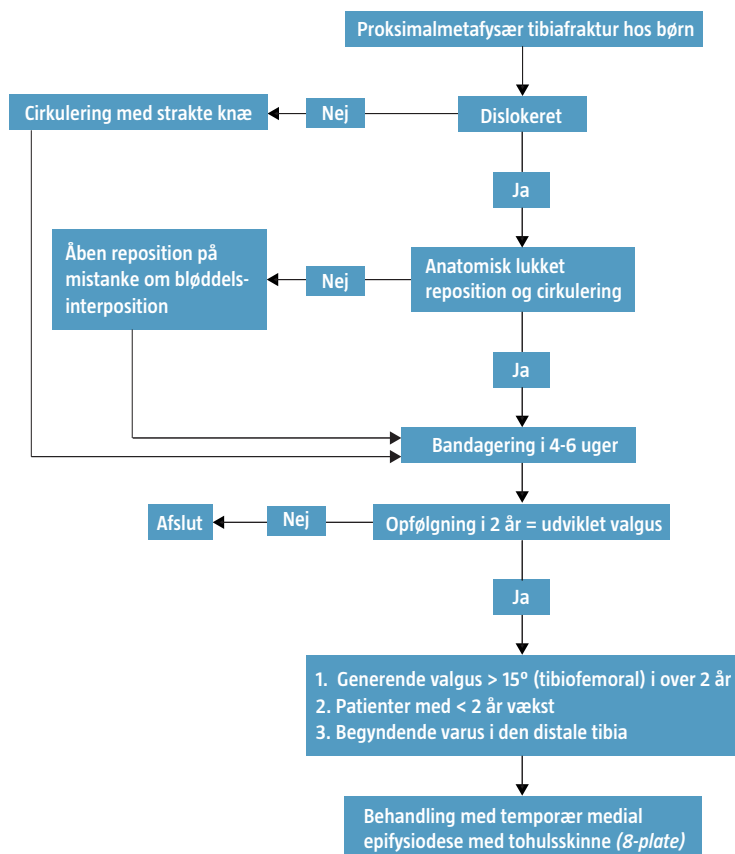 Proksimalmetafysær tibiafraktur hos børn
Cirkulering med strakte knæ
Nej
Dislokeret
Ja
Åben reposition på
mistanke om bløddels-
interposition
Nej
Anatomisk lukket
reposition og cirkulering
Ja
Bandagering i 4-6 uger
Afslut
Nej
Opfølgning i 2 år = udviklet valgus
Ja
1. Generende valgus > 15º (tibiofemoral) i over 2 år
2. Patienter med < 2 år vækst
3. Begyndende varus i den distale tibia
Behandling med temporær medial
epifysiodese med tohulsskinne (8-plate)